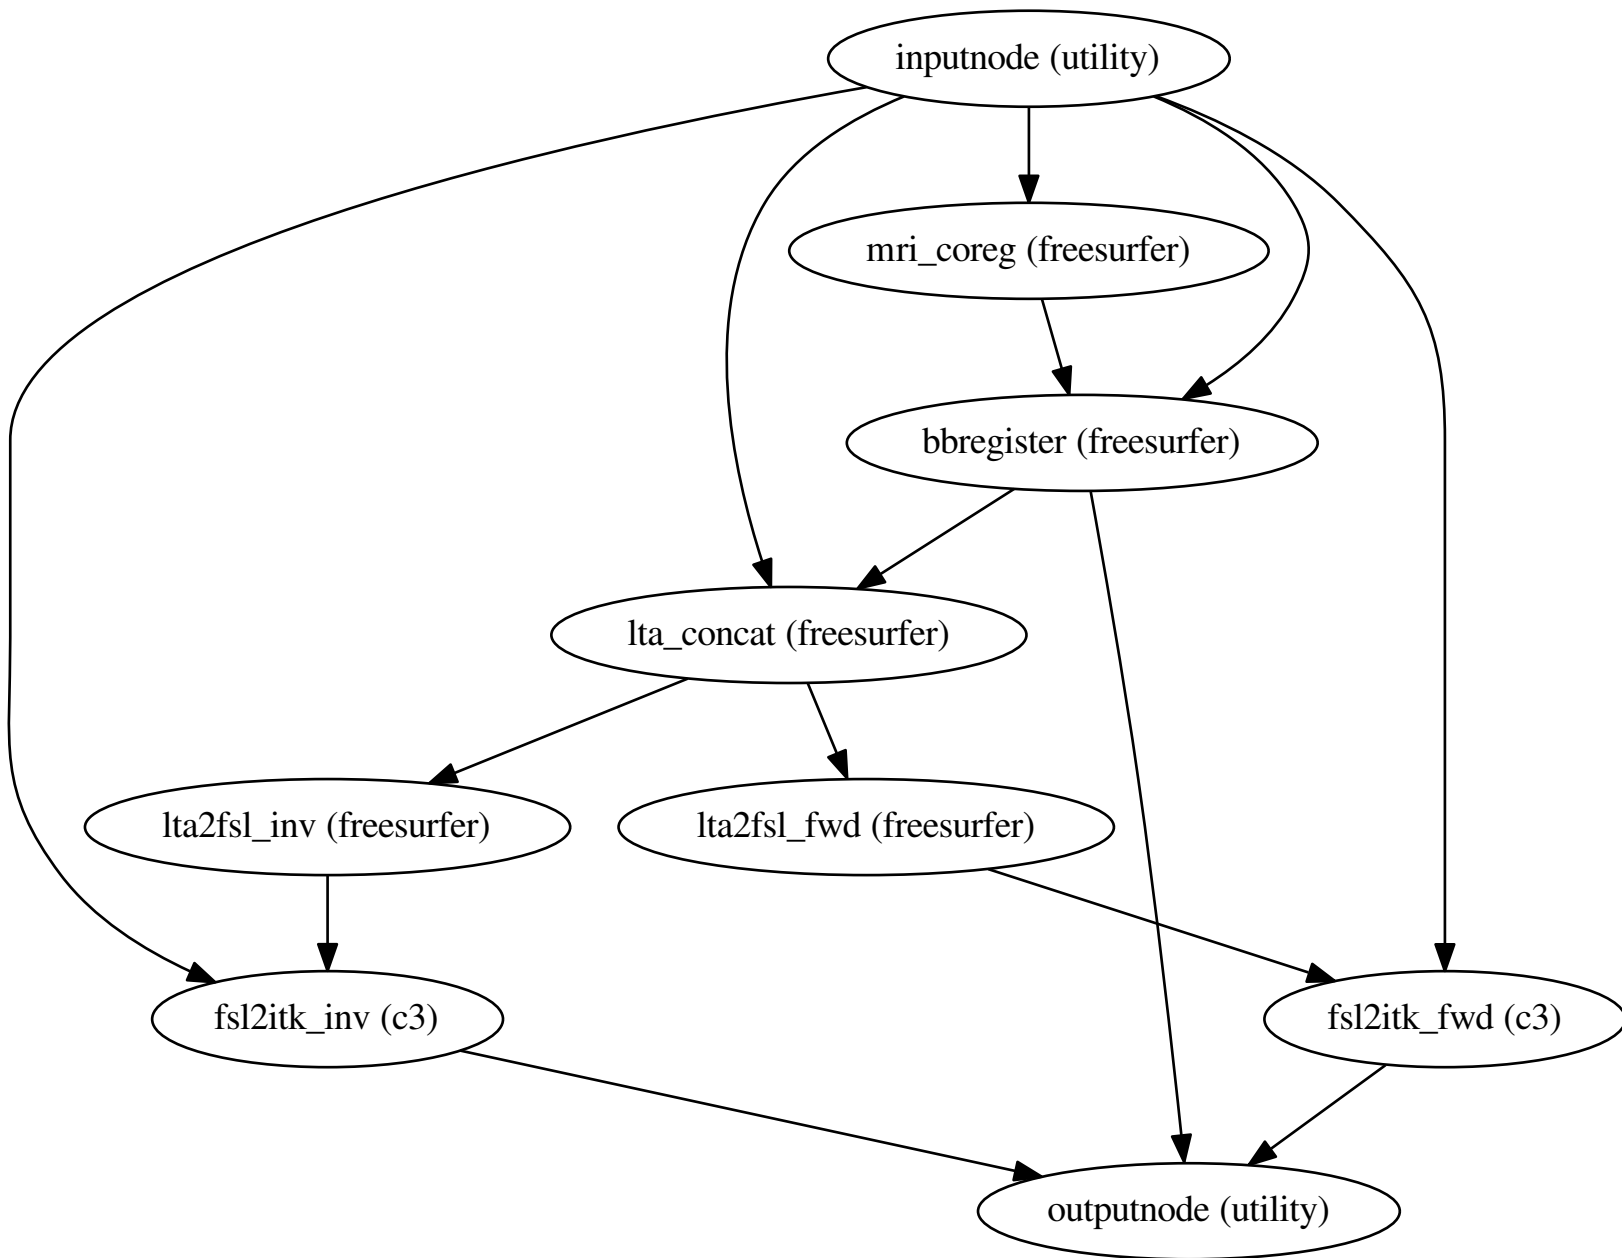 inputnode (utility)
mri_coreg (freesurfer)
bbregister (freesurfer)
lta_concat (freesurfer)
lta2fsl_inv (freesurfer)
lta2fsl_fwd (freesurfer)
fsl2itk_inv (c3)
fsl2itk_fwd (c3)
outputnode (utility)